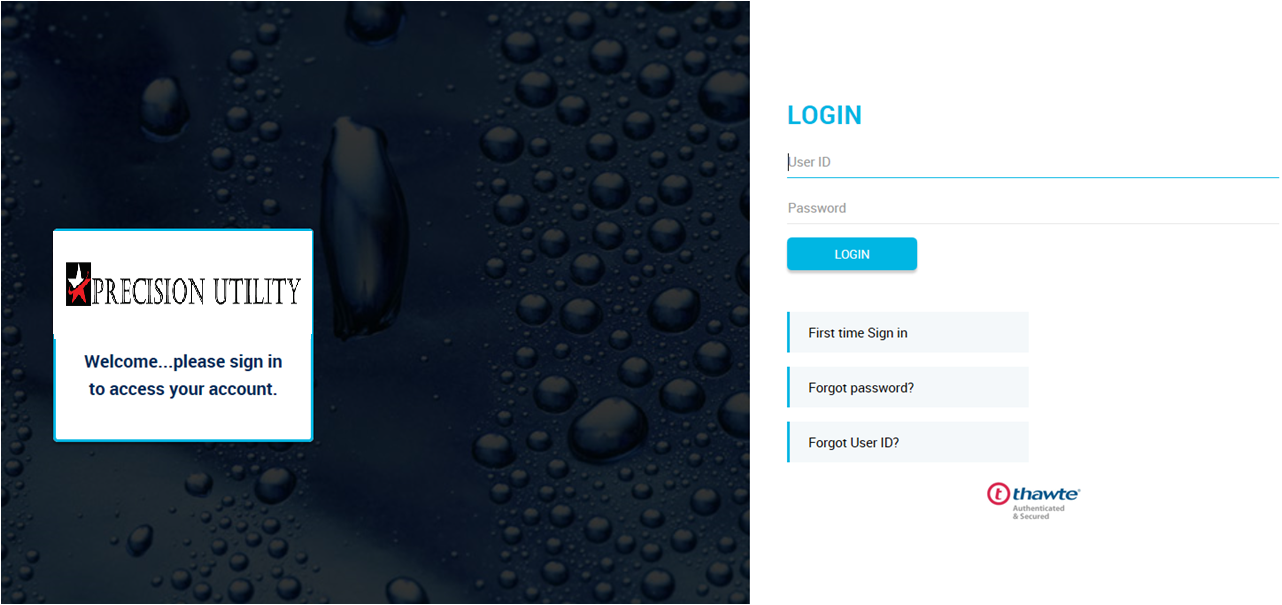 PRECISION UTILITY
Welcome...please sign in
to access your account.
LOGIN
User ID
Password
LOGIN
First time Sign in
Forgot password?
Forgot User ID?
t thawte®
Authenticated
& Secured